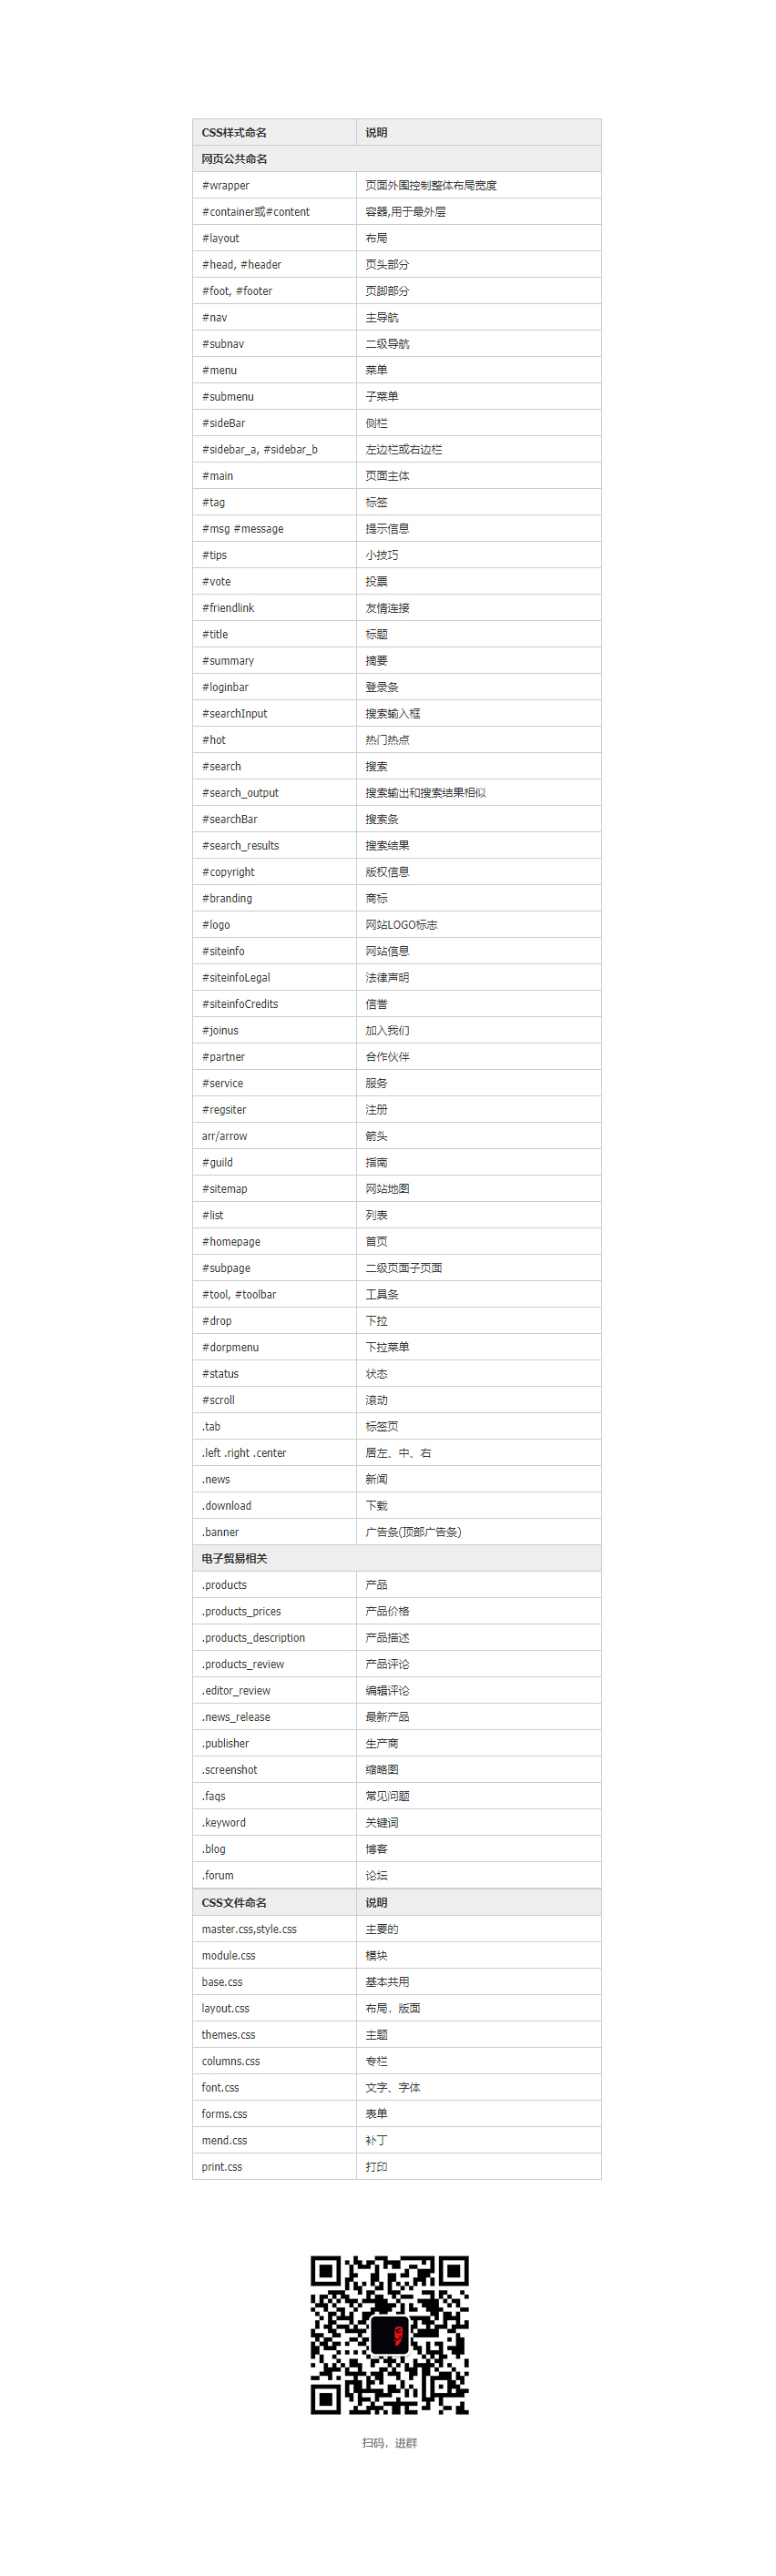 CSS样式命名 说明
网页公共命名
#wrapper 页面外围控制整体布局宽度
#container或#content 容器,用于最外层
#layout 布局
#head, #header 页头部分
#foot, #footer 页脚部分
#nav 主导航
#subnav 二级导航
#menu 菜单
#submenu 子菜单
#sideBar 侧栏
#sidebar_a, #sidebar_b 左边栏或右边栏
#main 页面主体
#tag 标签
#msg #message 提示信息
#tips 小技巧
#vote 投票
#friendlink 友情连接
#title 标题
#summary 摘要
#loginbar 登录条
#searchInput 搜索输入框
#hot 热门热点
#search 搜索
#search_output 搜索输出和搜索结果相似
#searchBar 搜索条
#search_results 搜索结果
#copyright 版权信息
#branding 商标
#logo 网站LOGO标志
#siteinfo 网站信息
#siteinfoLegal 法律声明
#siteinfoCredits 信誉
#joinus 加入我们
#partner 合作伙伴
#service 服务
#regsiter 注册
arr/arrow 箭头
#guild 指南
#sitemap 网站地图
#list 列表
#homepage 首页
#subpage 二级页面子页面
#tool, #toolbar 工具条
#drop 下拉
#dorpmenu 下拉菜单
#status 状态
#scroll 滚动
.tab 标签页
.left .right .center 居左、中、右
.news 新闻
.download 下载
.banner 广告条(顶部广告条)
电子贸易相关
.products 产品
.products_prices 产品价格
.products_description 产品描述
.products_review 产品评论
.editor_review 编辑评论
.news_release 最新产品
.publisher 生产商
.screenshot 缩略图
.faqs 常见问题
.keyword 关键词
.blog 博客
.forum 论坛
CSS文件命名 说明
master.css,style.css 主要的
module.css 模块
base.css 基本共用
layout.css 布局，版面
themes.css 主题
columns.css 专栏
font.css 文字、字体
forms.css 表单
mend.css 补丁
print.css 打印
扫码，进群